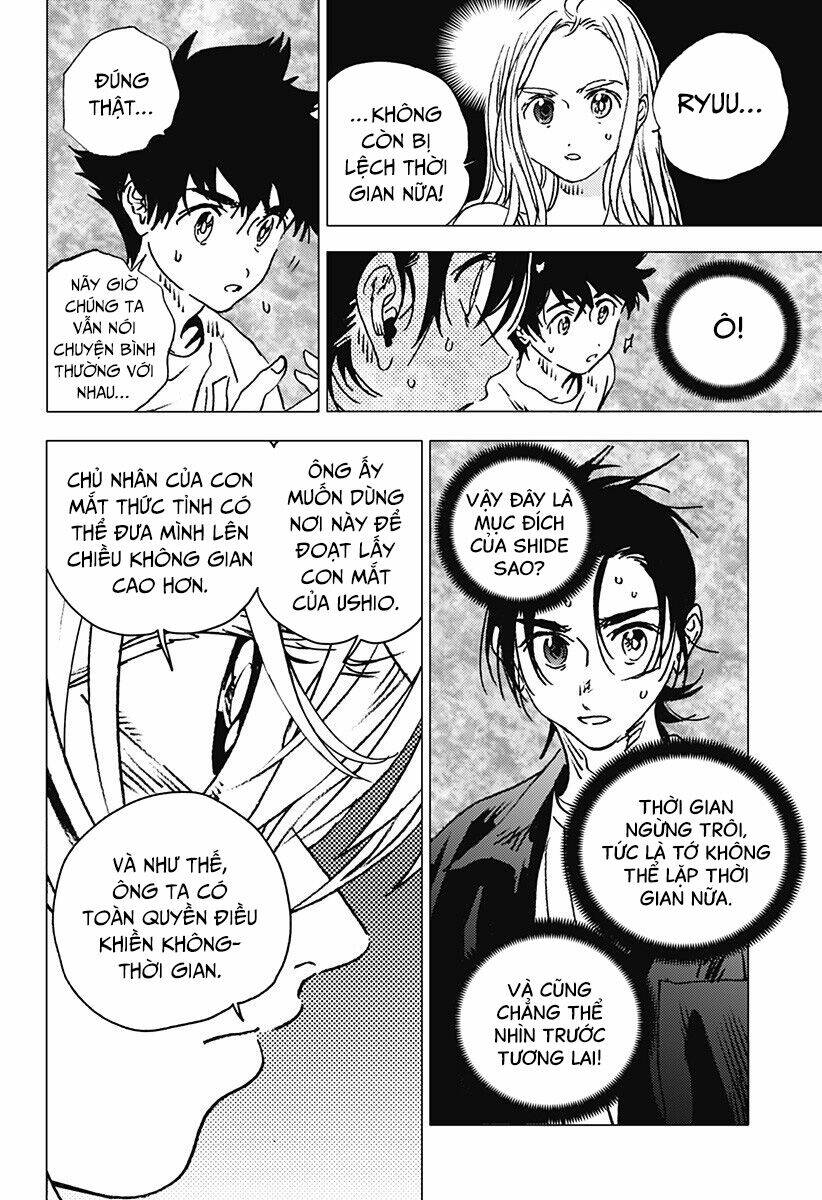 RYUU...
...KHÔNG
CÒN BỊ
LỆCH THỜI
GIAN NỮA!
ĐÚNG
THẬT...
NÃY GIỜ
CHÚNG TA
VẪN NÓI
CHUYỆN BÌNH
THƯỜNG VỚI
NHAU...
Ô!
VẬY ĐÂY LÀ
MỤC ĐÍCH
CỦA SHIDE
SAO?
THỜI GIAN
NGỪNG TRÔI,
TỨC LÀ TỚ KHÔNG
THỂ LẶP THỜI
GIAN NỮA.
VÀ CŨNG
CHẲNG THỂ
NHÌN TRƯỚC
TƯƠNG LAI!
ÔNG ẤY
MUỐN DÙNG
NƠI NÀY ĐỂ
ĐOẠT LẤY
CON MẮT
CỦA USHIO.
CHỦ NHÂN CỦA CON
MẮT THỨC TỈNH CÓ
THỂ ĐƯA MÌNH LÊN
CHIỀU KHÔNG GIAN
CAO HƠN.
VÀ NHƯ THẾ,
ÔNG TA CÓ
TOÀN QUYỀN ĐIỀU
KHIỂN KHÔNG-
THỜI GIAN.